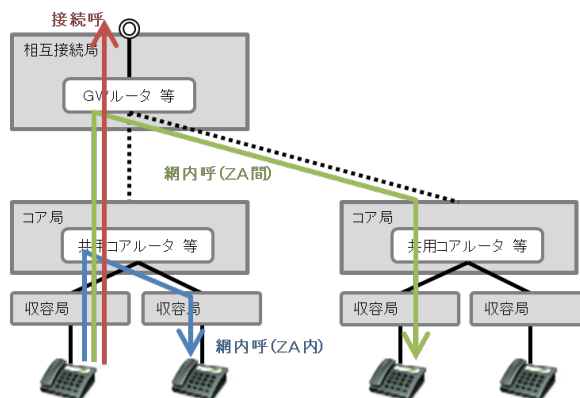 接続呼
相互接続局
GWルータ 等
網内呼(ZA間)
コア局
コア局
共用コアルータ 等
共用コアルータ 等
収容局
収容局
収容局
収容局
網内呼(ZA内)